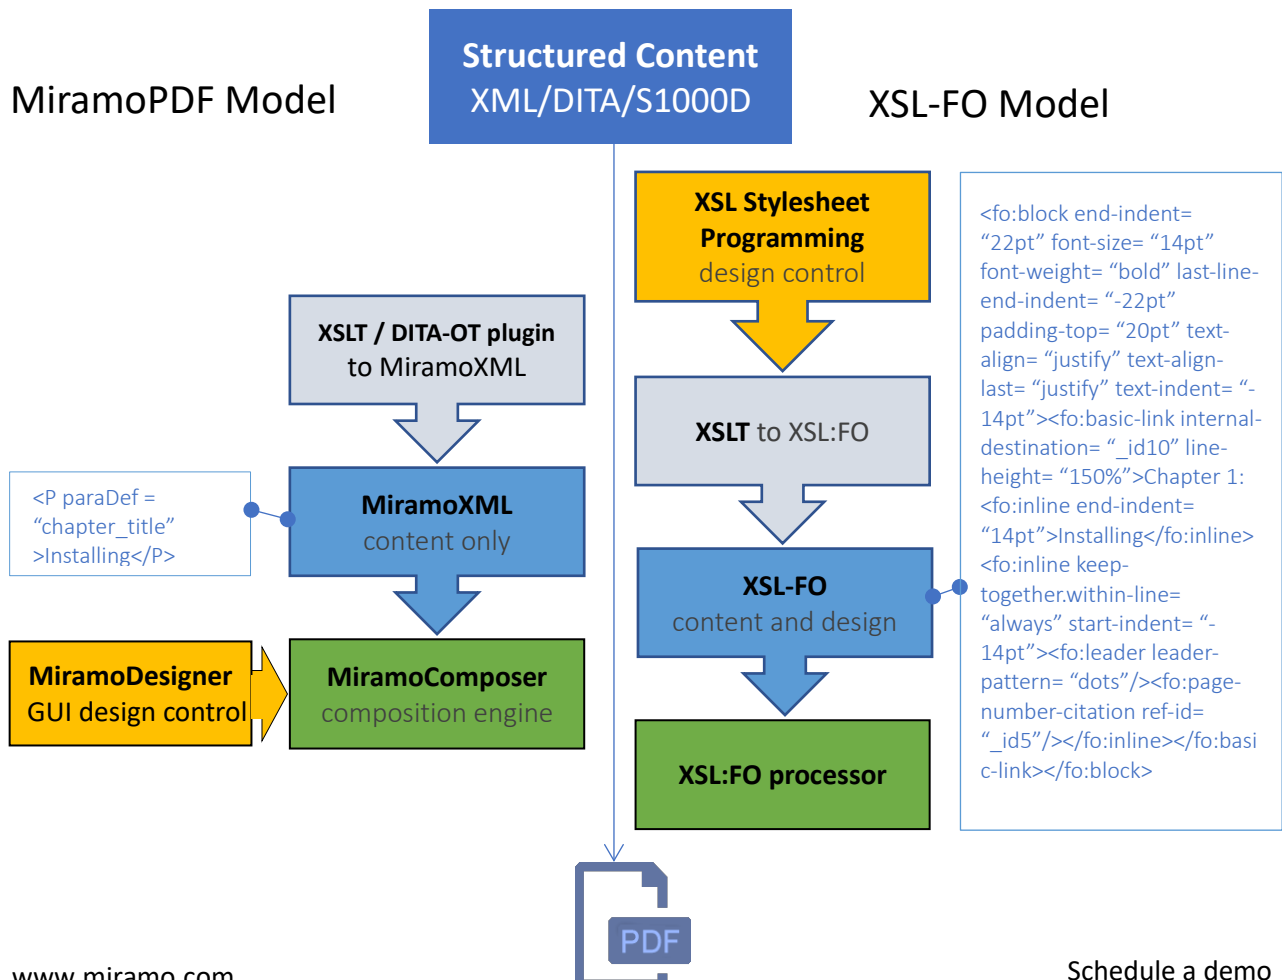 Structured Content
XML/DITA/S1000D
MiramoPDF Model
XSL-FO Model
XSLT / DITA-OT plugin
to MiramoXML
<P paraDef =
“chapter_title”
>Installing</P>
MiramoXML
content only
MiramoDesigner
GUI design control
MiramoComposer
composition engine
XSL Stylesheet
Programming
design control
XSLT to XSL:FO
XSL-FO
content and design
XSL:FO processor
<fo:block end-indent=
“22pt” font-size= “14pt”
font-weight= “bold” last-line-
end-indent= “-22pt”
padding-top= “20pt” text-
align= “justify” text-align-
last= “justify” text-indent= “-
14pt”><fo:basic-link internal-
destination= “_id10” line-
height= “150%”>Chapter 1:
<fo:inline end-indent=
“14pt”>Installing</fo:inline>
<fo:inline keep-
together.within-line=
“always” start-indent= “-
14pt”><fo:leader leader-
pattern= “dots”/><fo:page-
number-citation ref-id=
“_id5”/></fo:inline></fo:basi
c-link></fo:block>
PDF
www.miramo.com
Schedule a demo